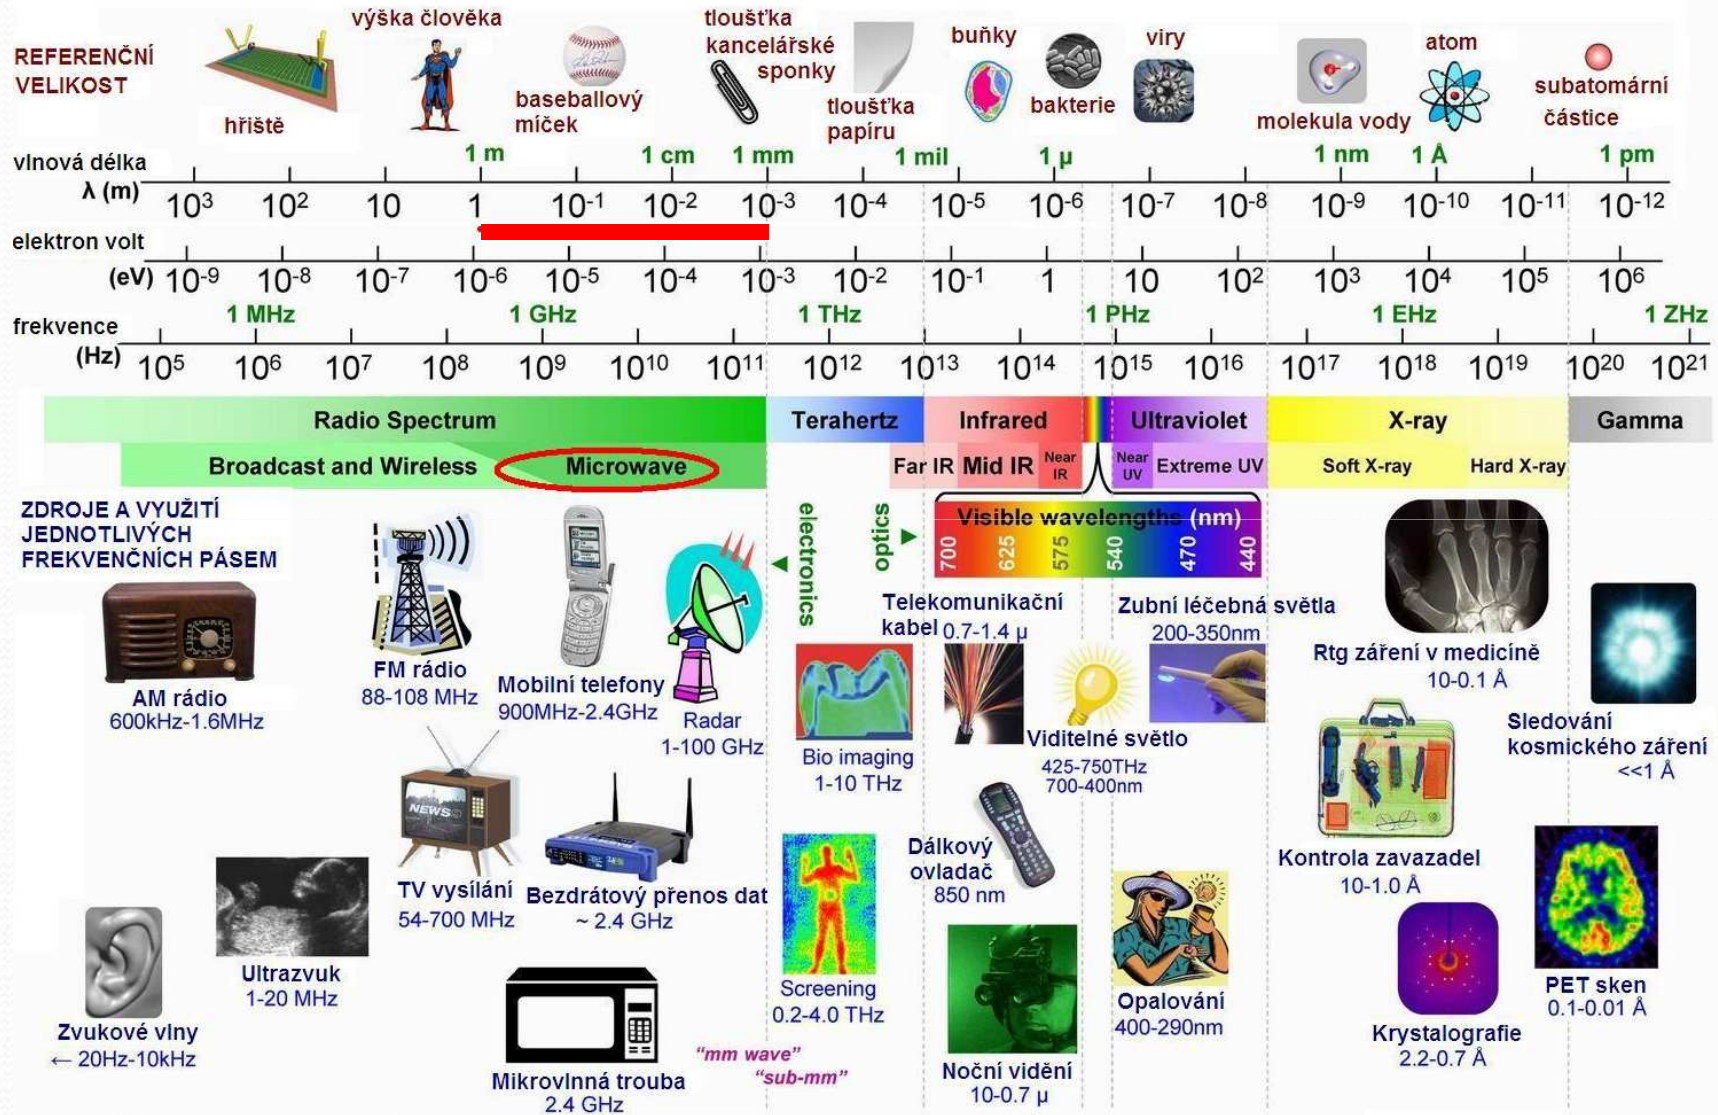 REFERENČNÍ
VELIKOST
hřiště
výška člověka
baseballový
míček
tloušťka
kancelářské
sponky
tloušťka
papíru
buňky
bakterie
viry
molekula vody
atom
subatomární
částice
vlnová délka
λ (m)
1 m 1 cm 1 mm 1 mil 1 µ 1 nm 1 Å 1 pm
10³ 10² 10 1 10⁻¹ 10⁻² 10⁻³ 10⁻⁴ 10⁻⁵ 10⁻⁶ 10⁻⁷ 10⁻⁸ 10⁻⁹ 10⁻¹⁰ 10⁻¹¹ 10⁻¹²
elektron volt
(eV) 10⁻⁹ 10⁻⁸ 10⁻⁷ 10⁻⁶ 10⁻⁵ 10⁻⁴ 10⁻³ 10⁻² 10⁻¹ 1 10 10² 10³ 10⁴ 10⁵ 10⁶
1 MHz 1 GHz 1 THz 1 PHz 1 EHz 1 ZHz
frekvence
(Hz) 10⁵ 10⁶ 10⁷ 10⁸ 10⁹ 10¹⁰ 10¹¹ 10¹² 10¹³ 10¹⁴ 10¹⁵ 10¹⁶ 10¹⁷ 10¹⁸ 10¹⁹ 10²⁰ 10²¹
Radio Spectrum Terahertz Infrared Ultraviolet X-ray Gamma
Broadcast and Wireless Microwave Far IR Mid IR Near IR Near UV Extreme UV Soft X-ray Hard X-ray
ZDROJE A VYUŽITÍ
JEDNOTLIVÝCH
FREKVENČNÍCH PÁSEM
electronics
optics
Visible wavelengths (nm)
700 625 575 540 470 440
AM rádio
600kHz-1.6MHz
FM rádio
88-108 MHz
Mobilní telefony
900MHz-2.4GHz
Radar
1-100 GHz
Bio imaging
1-10 THz
Telekomunikační
kabel 0.7-1.4 µ
Viditelné světlo
425-750THz
700-400nm
Zubní léčebná světla
200-350nm
Rtg záření v medicíně
10-0.1 Å
Sledování
kosmického záření
<<1 Å
NEWS
TV vysílání
54-700 MHz
Bezdrátový přenos dat
~ 2.4 GHz
Dálkový
ovladač
850 nm
Kontrola zavazadel
10-1.0 Å
Zvukové vlny
← 20Hz-10kHz
Ultrazvuk
1-20 MHz
Mikrovlnná trouba
2.4 GHz
"mm wave"
"sub-mm"
Screening
0.2-4.0 THz
Noční vidění
10-0.7 µ
Opalování
400-290nm
Krystalografie
2.2-0.7 Å
PET sken
0.1-0.01 Å